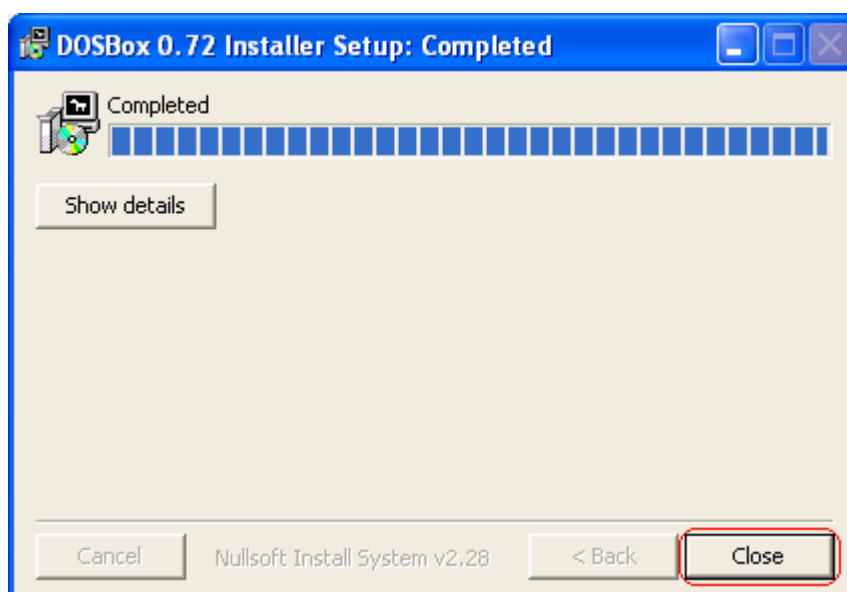 DOSBox 0.72 Installer Setup: Completed
Completed
Show details
Cancel
Nullsoft Install System v2.28
< Back
Close